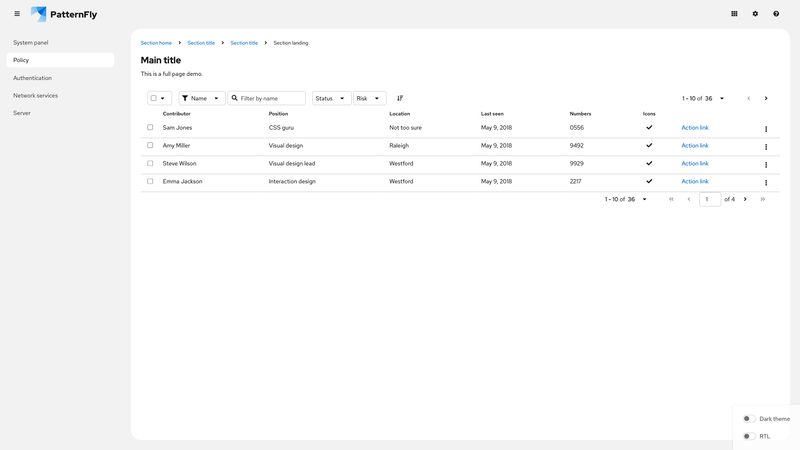 PatternFly
System panel
Policy
Authentication
Network services
Server
Section home Section title Section title Section landing
Main title
This is a full page demo.
Name Filter by name Status Risk 1 - 10 of 36
Contributor Position Location Last seen Numbers Icons
Sam Jones CSS guru Not too sure May 9, 2018 0556 Action link
Amy Miller Visual design Raleigh May 9, 2018 9492 Action link
Steve Wilson Visual design lead Westford May 9, 2018 9929 Action link
Emma Jackson Interaction design Westford May 9, 2018 2217 Action link
1 - 10 of 36 1 of 4
Dark theme
RTL